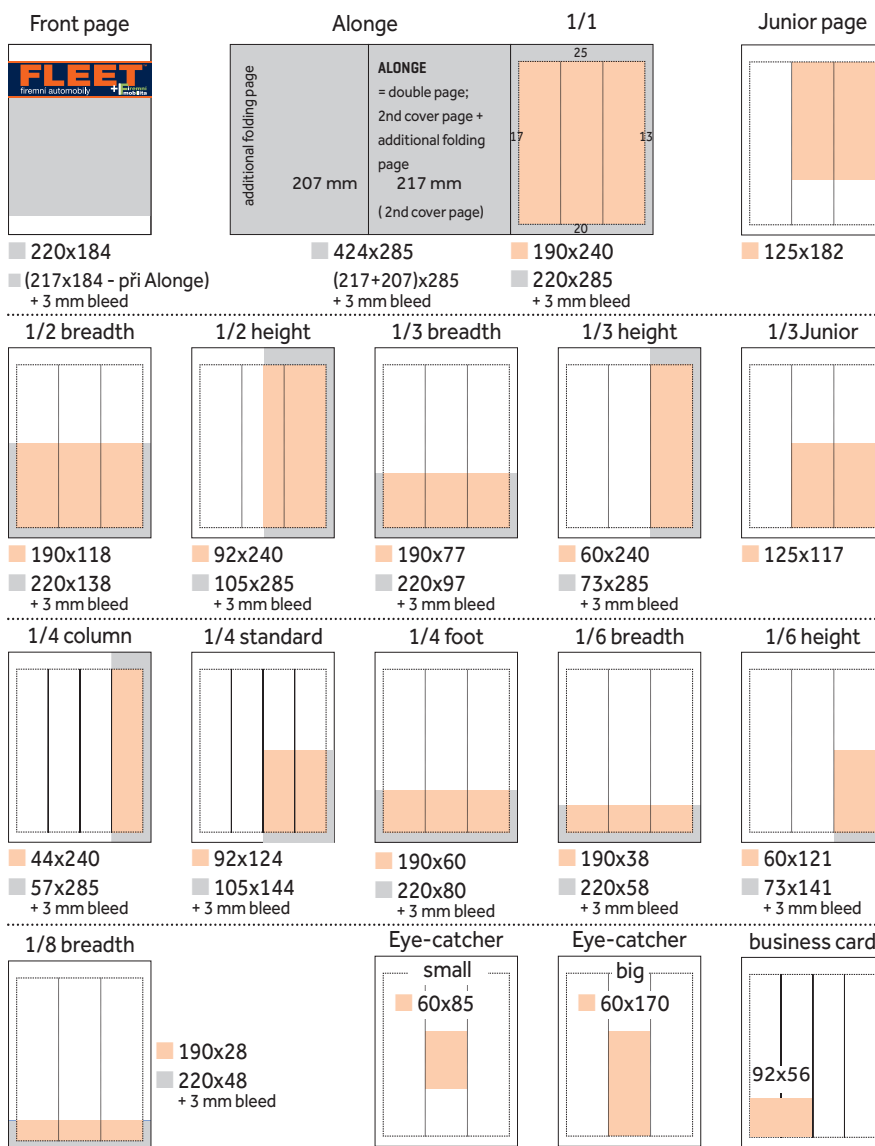 Front page
Alonge
1/1
Junior page
FLEET
firemni automobily
+ firemni
mobilita
additional folding page
207 mm
ALONGE
= double page;
2nd cover page +
additional folding
page
217 mm
( 2nd cover page)
25
17
13
20
220x184
(217x184 - při Alonge)
+ 3 mm bleed
424x285
(217+207)x285
+ 3 mm bleed
190x240
220x285
+ 3 mm bleed
125x182
1/2 breadth
1/2 height
1/3 breadth
1/3 height
1/3Junior
190x118
220x138
+ 3 mm bleed
92x240
105x285
+ 3 mm bleed
190x77
220x97
+ 3 mm bleed
60x240
73x285
+ 3 mm bleed
125x117
1/4 column
1/4 standard
1/4 foot
1/6 breadth
1/6 height
44x240
57x285
+ 3 mm bleed
92x124
105x144
+ 3 mm bleed
190x60
220x80
+ 3 mm bleed
190x38
220x58
+ 3 mm bleed
60x121
73x141
+ 3 mm bleed
1/8 breadth
190x28
220x48
+ 3 mm bleed
Eye-catcher
small
60x85
Eye-catcher
big
60x170
business card
92x56